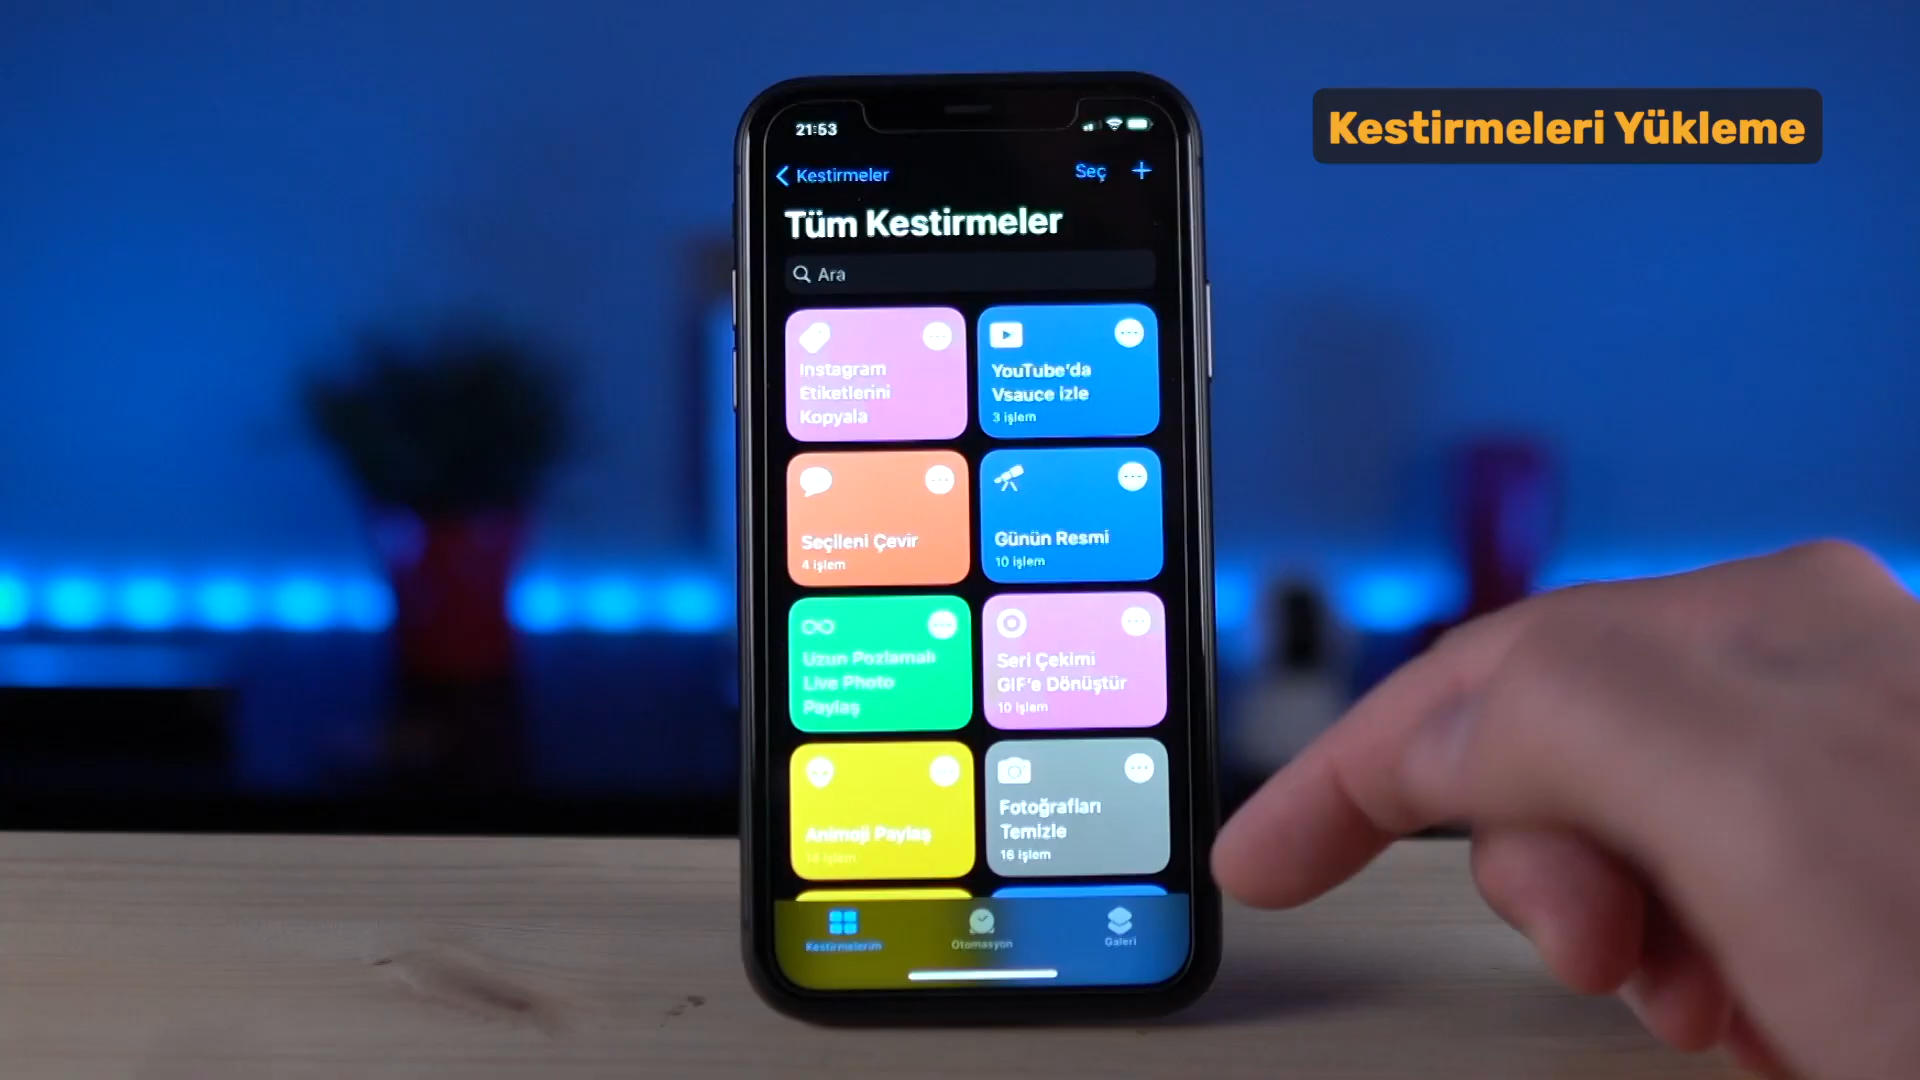 Kestirmeleri Yükleme
21:53
Kestirmeler
Seç
Tüm Kestirmeler
Ara
Instagram
Etiketlerini
Kopyala
YouTube'da
Vsauce İzle
3 işlem
Seçileni Çevir
4 işlem
Günün Resmi
10 işlem
Uzun Pozlamalı
Live Photo
Paylaş
Seri Çekimi
GIF'e Dönüştür
10 işlem
Animoji Paylaş
Fotoğrafları
Temizle
16 işlem
Kestirmelerim
Otomasyon
Galeri